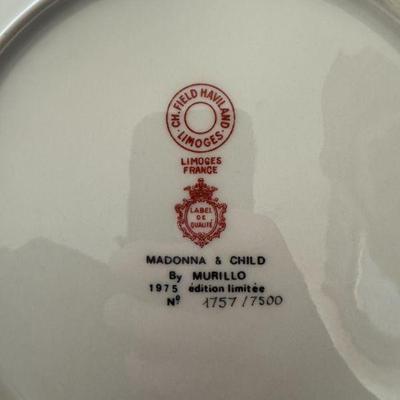 CH. FIELD HAVILAND
· LIMOGES ·
LIMOGES
FRANCE
LABEL
DE
QUALITÉ
MADONNA & CHILD
By MURILLO
1975 édition limitée
Nº 1757/7500